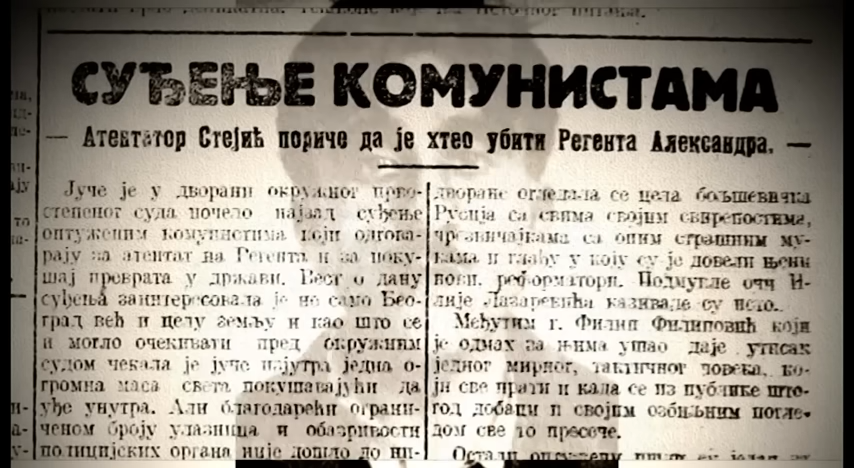 СУЂЕЊЕ КОМУНИСТАМА
— Атентатор Стејић пориче да је хтео убити Регента Александра. —
Јуче је у дворани окружног прво-
степеног суда почело најзад суђење
оптуженим комунистима који одгова-
рају за атентат на Регента и за поку-
шај преврата у држави. Вест о дану
суђења заинтересовала је не само Бео-
град већ и целу земљу и као што се
и могло очекивати пред окружним
судом чекала је јуче изјутра једна о-
громна маса света покушавајући да
уђе унутра. Али благодарећи ограни-
ченом броју улазница и обазривости
полицијских органа није дошло до ни-
дворане огледала се цела бољшевичка
Русија са свима својим свирепостима,
чрезвичајкама са оним страшним му-
кама и глађу у коју су је довели њени
нови реформатори. Подмукле очи И-
лије Лазаревића казивале су исто.
Међутим г. Филип Филиповић који
је одмах за њима ушао даје утисак
једног мирног, тактичног човека, ко-
ји све прати и када се из публике што-
год добаци он својим озбиљним погле-
дом све то пресече.
Остали